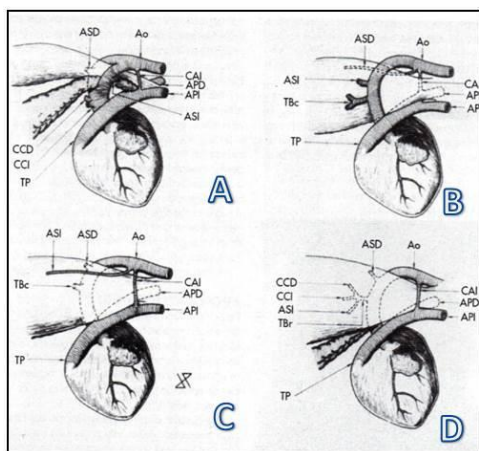 ASD Ao
CAI
APD
API
ASI
CCD
CCI
TP
A
ASD Ao
ASI
CA
TBc
AP
AP
TP
B
ASI ASD Ao
TBc
CAI
APD
API
TP
C
ASD Ao
CCD
CCI
CAI
ASI
APD
TBr
API
TP
D